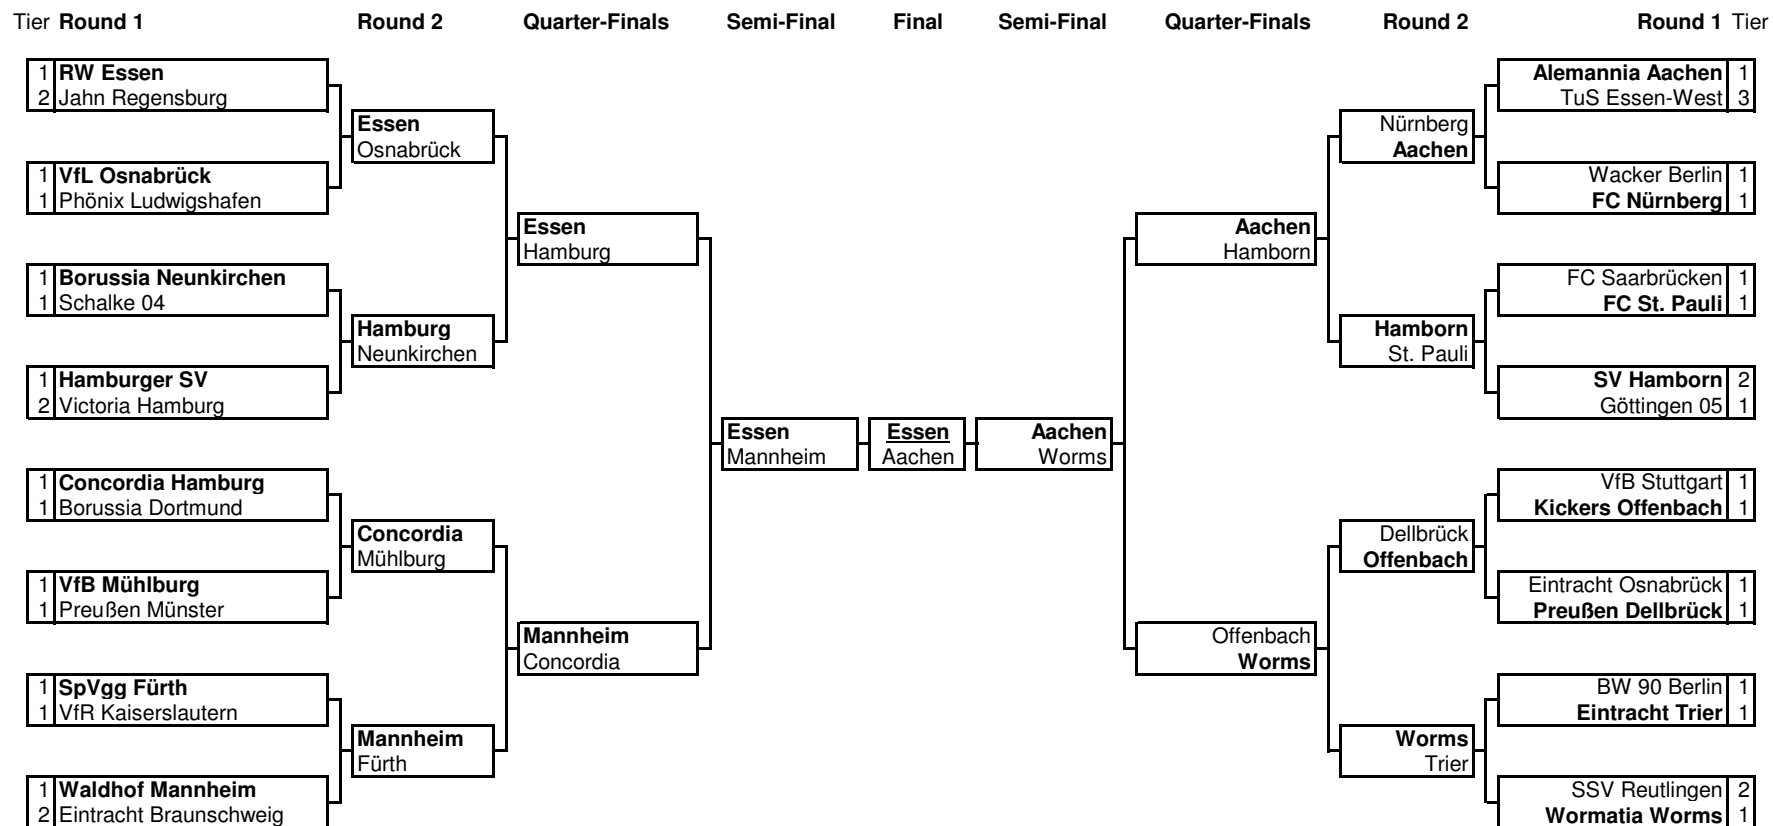 Tier Round 1 Round 2 Quarter-Finals Semi-Final Final Semi-Final Quarter-Finals Round 2 Round 1 Tier
1 RW Essen Alemannia Aachen 1
2 Jahn Regensburg TuS Essen-West 3
Essen Nürnberg
Osnabrück Aachen
1 VfL Osnabrück Wacker Berlin 1
1 Phönix Ludwigshafen FC Nürnberg 1
Essen Aachen
Hamburg Hamborn
1 Borussia Neunkirchen FC Saarbrücken 1
1 Schalke 04 FC St. Pauli 1
Hamburg Hamborn
Neunkirchen St. Pauli
1 Hamburger SV SV Hamborn 2
2 Victoria Hamburg Göttingen 05 1
Essen Essen Aachen
Mannheim Aachen Worms
1 Concordia Hamburg VfB Stuttgart 1
1 Borussia Dortmund Kickers Offenbach 1
Concordia Dellbrück
Mühlburg Offenbach
1 VfB Mühlburg Eintracht Osnabrück 1
1 Preußen Münster Preußen Dellbrück 1
Mannheim Offenbach
Concordia Worms
1 SpVgg Fürth BW 90 Berlin 1
1 VfR Kaiserslautern Eintracht Trier 1
Mannheim Worms
Fürth Trier
1 Waldhof Mannheim SSV Reutlingen 2
2 Eintracht Braunschweig Wormatia Worms 1